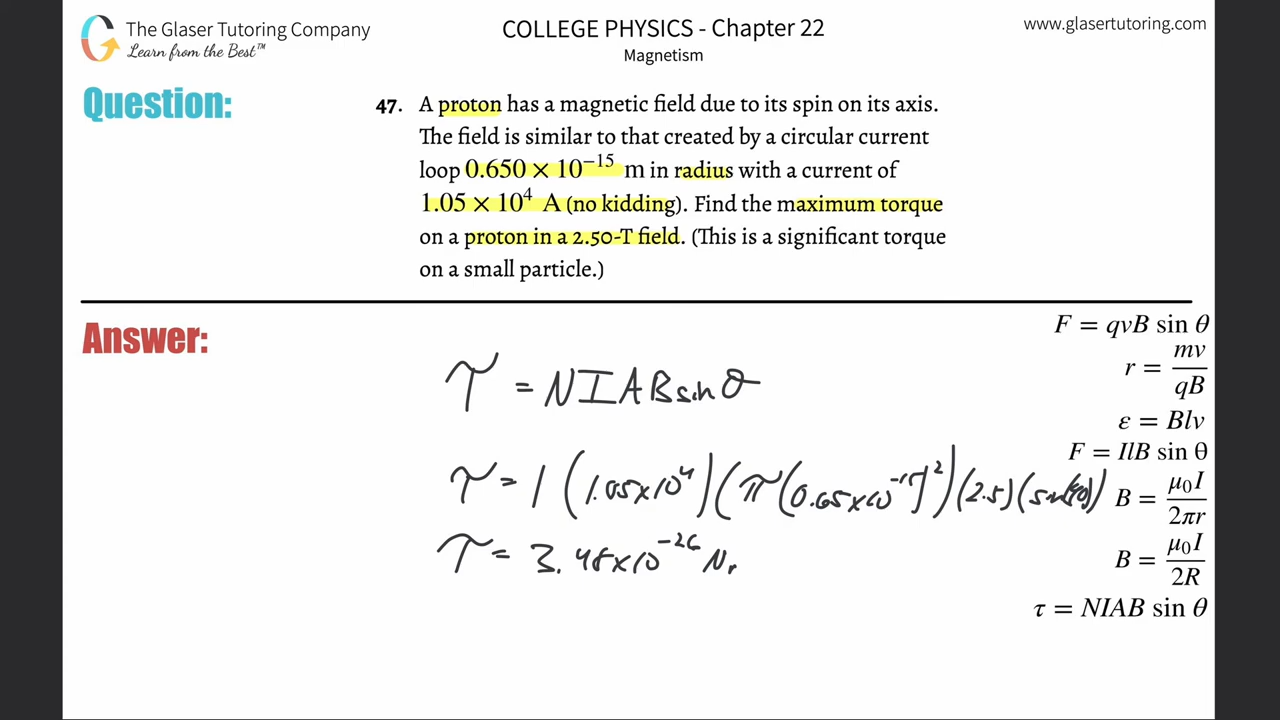 The Glaser Tutoring Company
Learn from the Best™
COLLEGE PHYSICS - Chapter 22
Magnetism
www.glasertutoring.com
Question:
47. A proton has a magnetic field due to its spin on its axis.
The field is similar to that created by a circular current
loop 0.650 × 10⁻¹⁵ m in radius with a current of
1.05 × 10⁴ A (no kidding). Find the maximum torque
on a proton in a 2.50-T field. (This is a significant torque
on a small particle.)
Answer:
τ = NIAB sin θ
τ = 1 (1.05×10⁴)(π(0.65×10⁻¹⁵)²)(2.5)(sin(90))
τ = 3.48×10⁻²⁶ N.
F = qvB sin θ
r = mv / qB
ε = Blv
F = IlB sin θ
B = μ₀I / 2πr
B = μ₀I / 2R
τ = NIAB sin θ